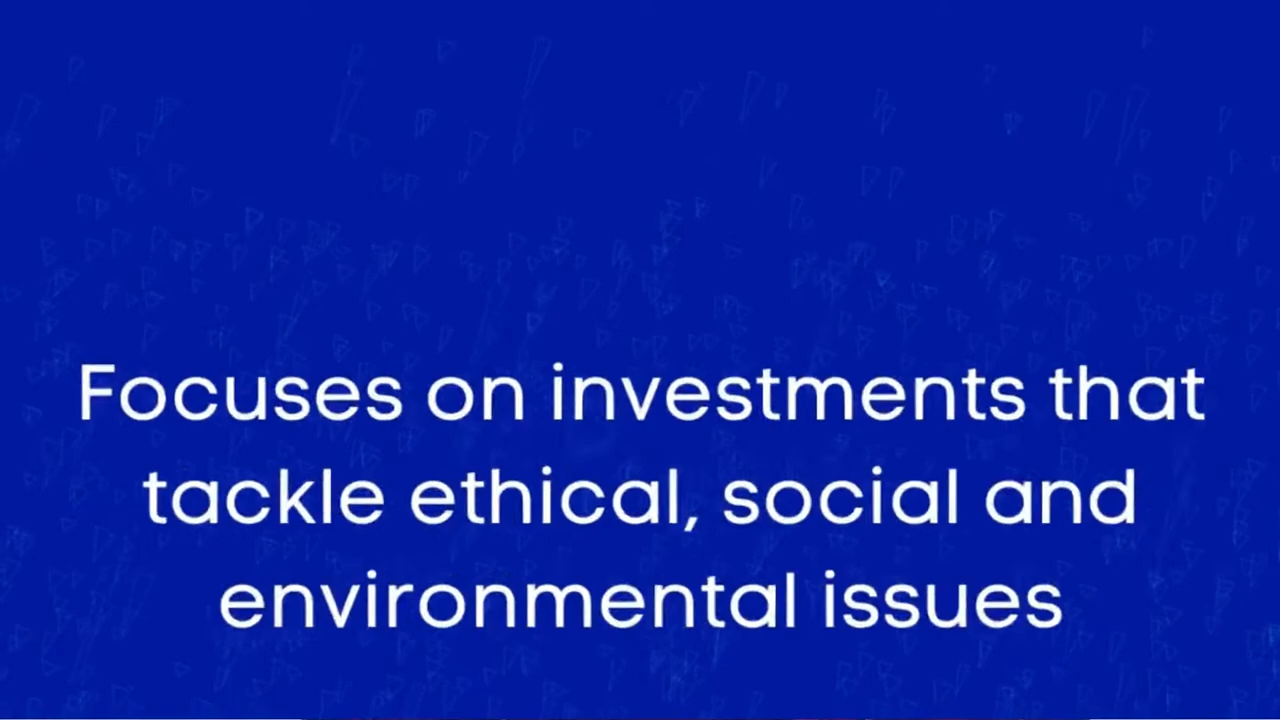 Focuses on investments that
tackle ethical, social and
environmental issues